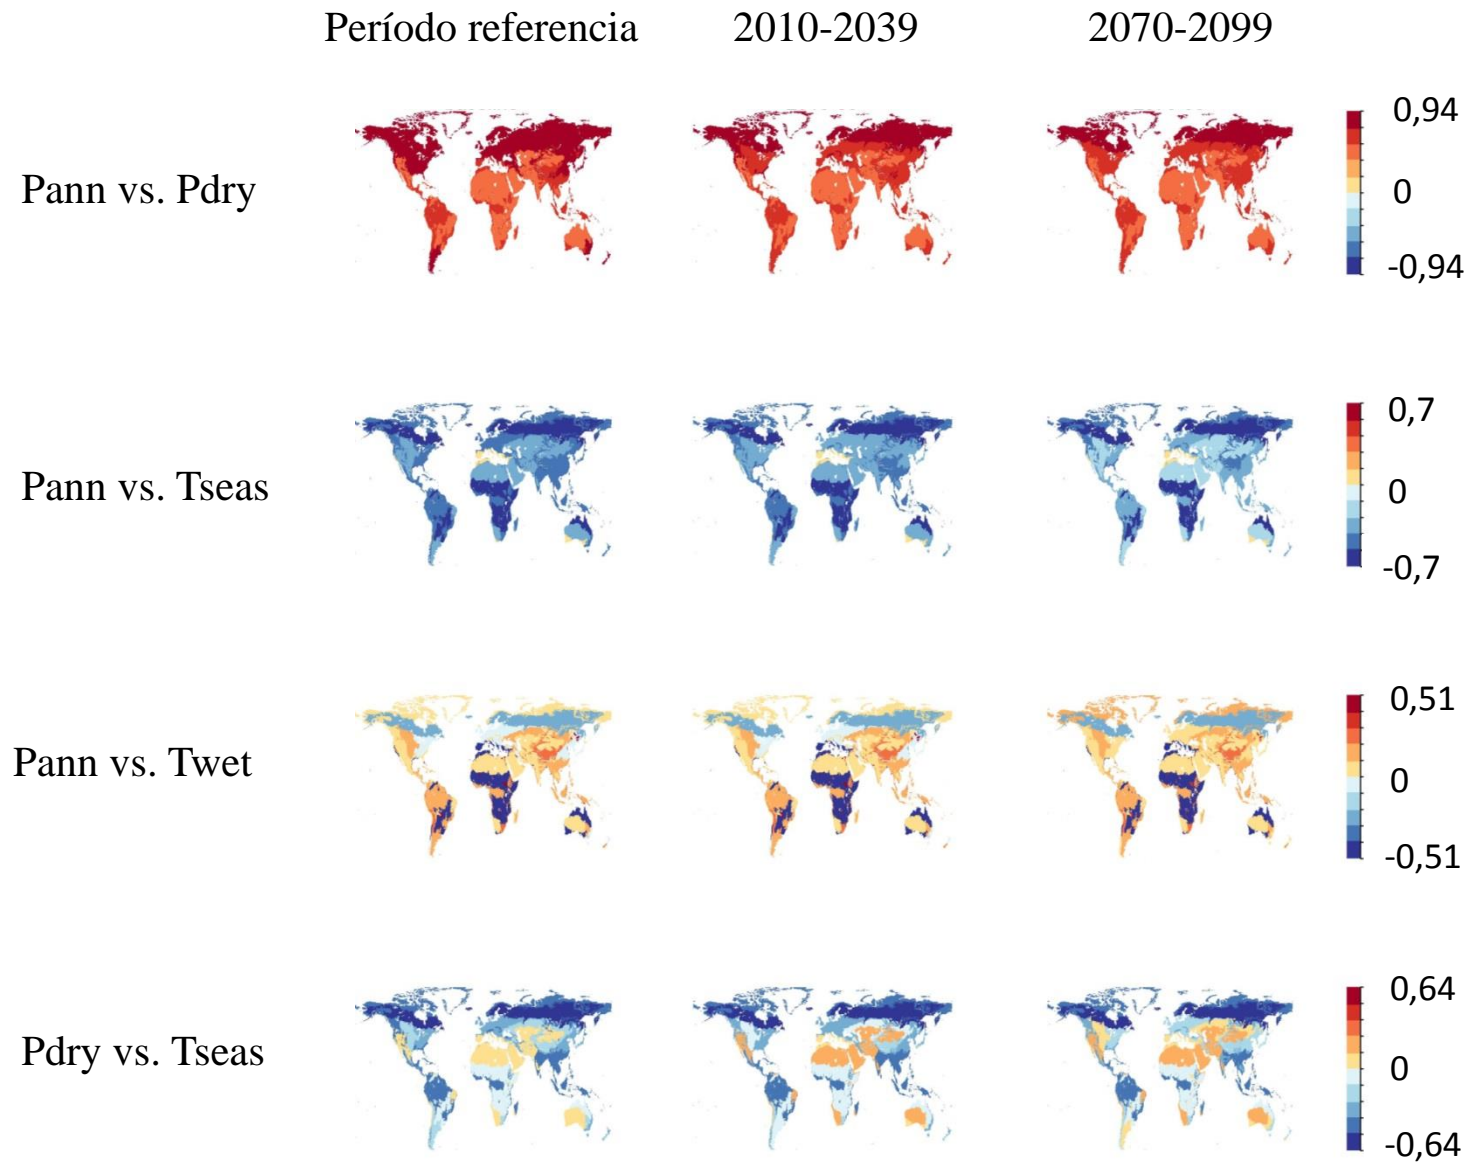 Período referencia 2010-2039 2070-2099
Pann vs. Pdry
0,94
0
-0,94
Pann vs. Tseas
0,7
0
-0,7
Pann vs. Twet
0,51
0
-0,51
Pdry vs. Tseas
0,64
0
-0,64